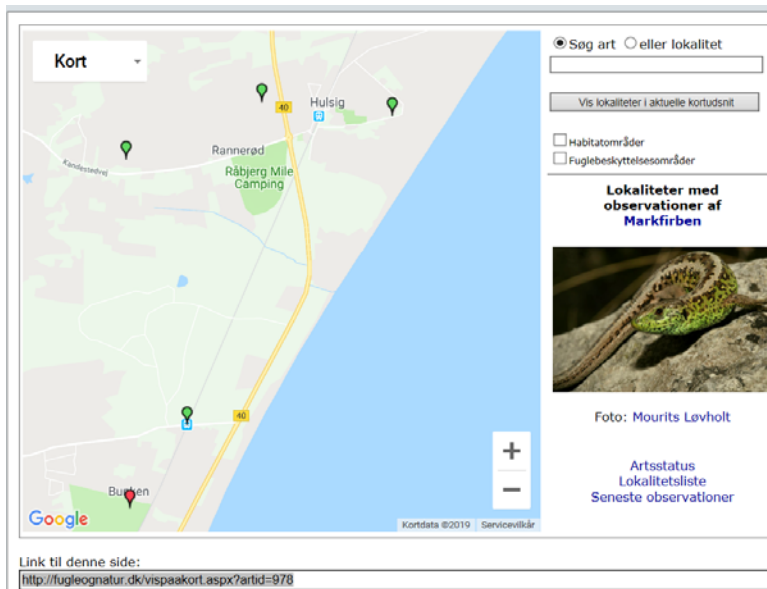 Kort
40
Hulsig
Rannerød
Kandestedvej
Råbjerg Mile
Camping
40
Bunken
Google
Kortdata ©2019
Servicevilkår
Søg art
eller lokalitet
Vis lokaliteter i aktuelle kortudsnit
Habitatområder
Fuglebeskyttelsesområder
Lokaliteter med
observationer af
Markfirben
Foto: Mourits Løvholt
Artsstatus
Lokalitetsliste
Seneste observationer
Link til denne side:
http://fugleognatur.dk/vispaakort.aspx?artid=978